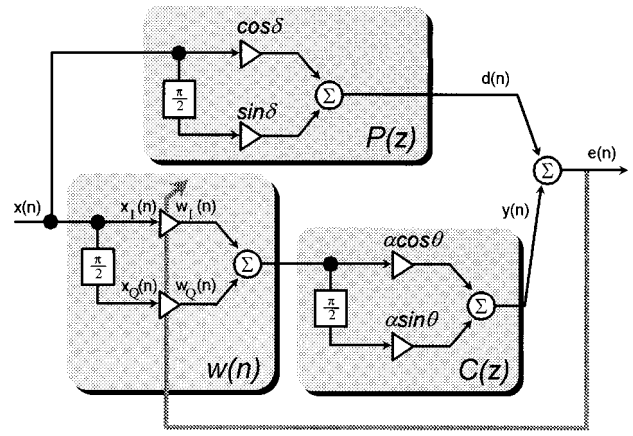 cosδ
π/2
sinδ
Σ
P(z)
d(n)
e(n)
Σ
y(n)
x(n)
x_I(n) w_I(n)
π/2
x_Q(n) w_Q(n)
Σ
w(n)
αcosθ
π/2
αsinθ
Σ
C(z)